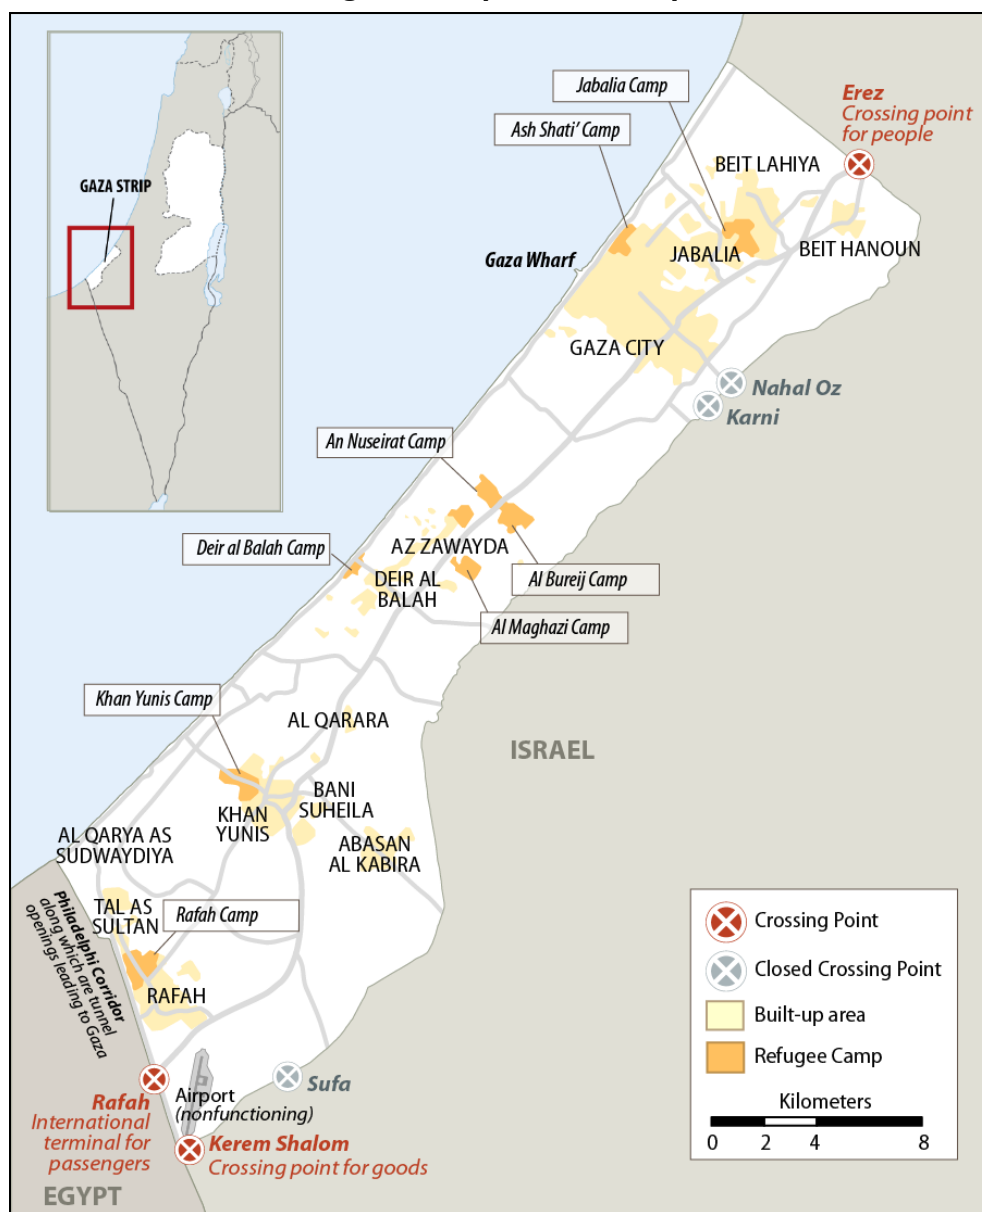 GAZA STRIP
Jabalia Camp
Ash Shati’ Camp
Erez
Crossing point
for people
BEIT LAHIYA
JABALIA
BEIT HANOUN
Gaza Wharf
GAZA CITY
Nahal Oz
Karni
An Nuseirat Camp
Deir al Balah Camp
AZ ZAWAYDA
DEIR AL
BALAH
Al Bureij Camp
Al Maghazi Camp
Khan Yunis Camp
AL QARARA
ISRAEL
BANI
SUHEILA
KHAN
YUNIS
ABASAN
AL KABIRA
AL QARYA AS
SUDWAYDIYA
TAL AS
SULTAN
Rafah Camp
Philadelphi Corridor
along which are tunnel
openings leading to Gaza
RAFAH
Rafah
International
terminal for
passengers
Airport
(nonfunctioning)
Sufa
Kerem Shalom
Crossing point for goods
EGYPT
Crossing Point
Closed Crossing Point
Built-up area
Refugee Camp
Kilometers
0 2 4 8